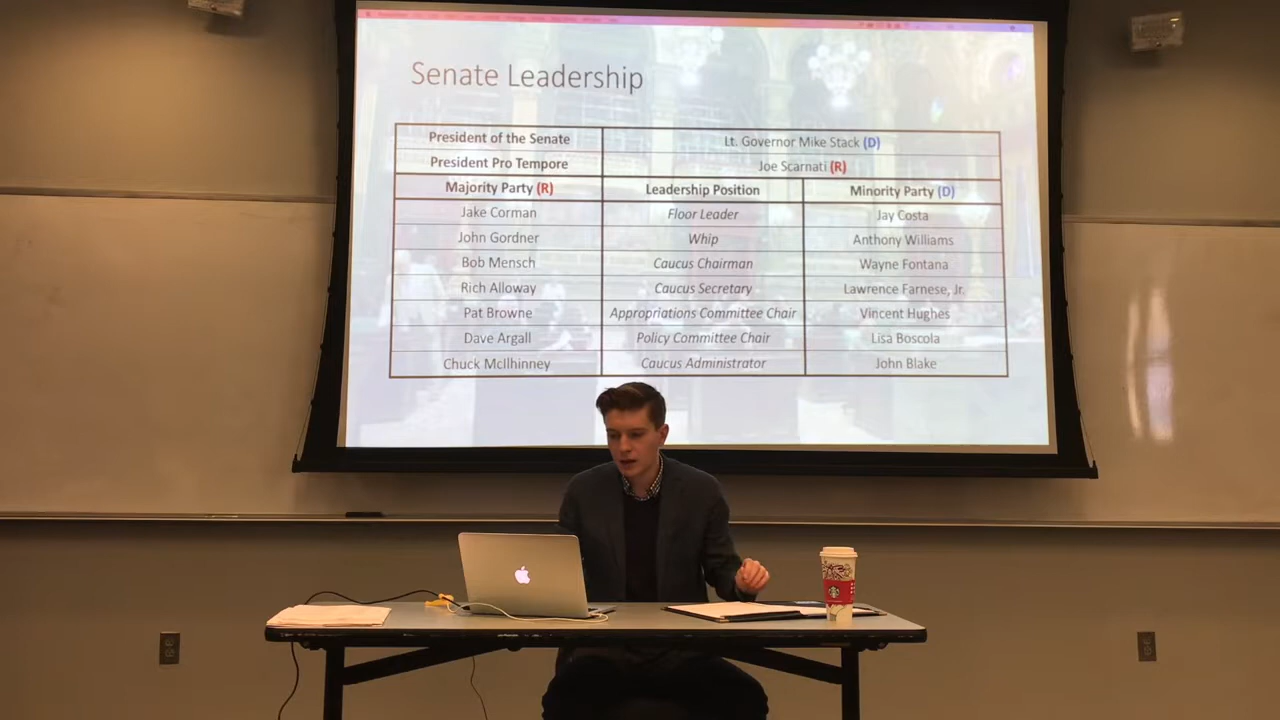 Senate Leadership
President of the Senate Lt. Governor Mike Stack (D)
President Pro Tempore Joe Scarnati (R)
Majority Party (R) Leadership Position Minority Party (D)
Jake Corman Floor Leader Jay Costa
John Gordner Whip Anthony Williams
Bob Mensch Caucus Chairman Wayne Fontana
Rich Alloway Caucus Secretary Lawrence Farnese, Jr.
Pat Browne Appropriations Committee Chair Vincent Hughes
Dave Argall Policy Committee Chair Lisa Boscola
Chuck McIlhinney Caucus Administrator John Blake